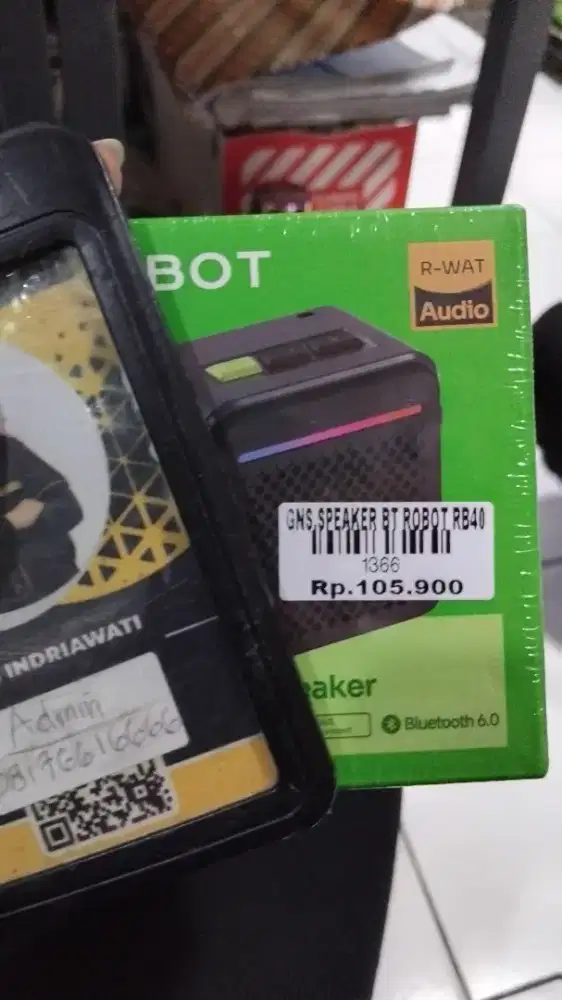 BOT
R-WAT
Audio
GNS.SPEAKER BT ROBOT RB40
1366
Rp.105.900
INDRIAWATI
Admin
eaker
Bluetooth 6.0